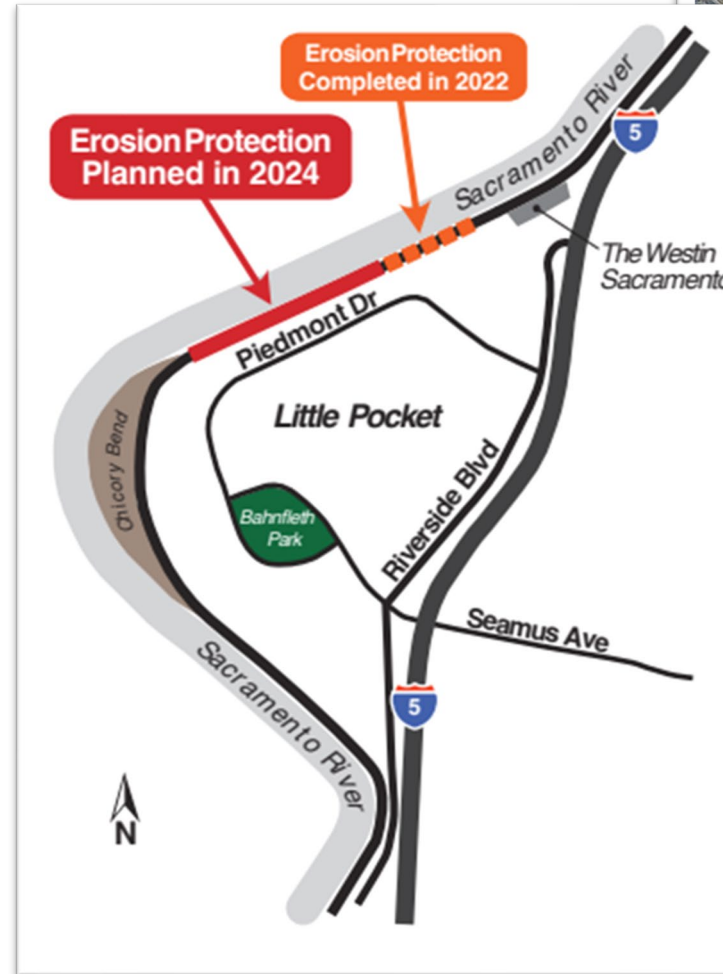 Erosion Protection
Completed in 2022
Erosion Protection
Planned in 2024
Sacramento River
5
The Westin
Sacramento
Piedmont Dr
Little Pocket
Chicory Bend
Bahnfleth
Park
Riverside Blvd
Seamus Ave
Sacramento River
5
N